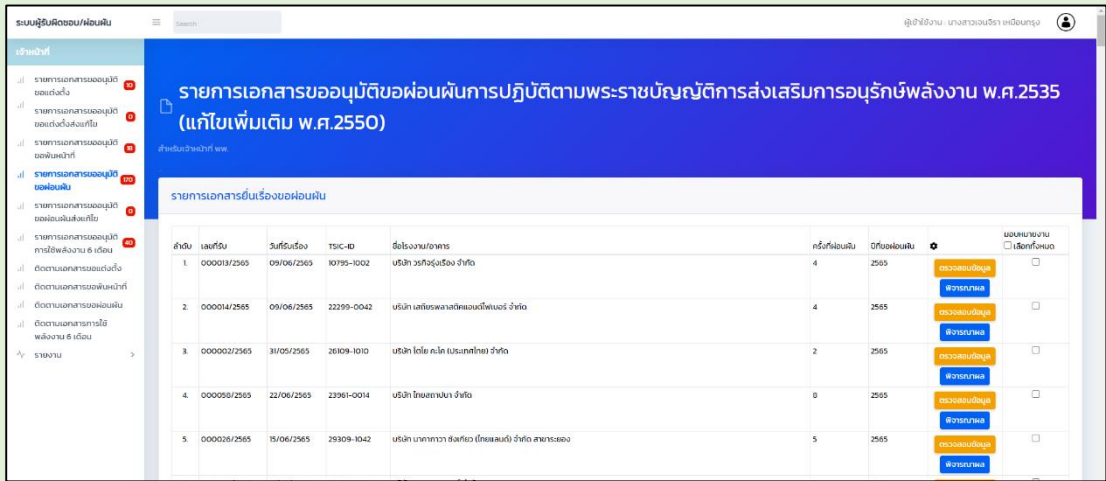 ระบบผู้รับผิดชอบ/ผ่อนผัน
Search
ผู้เข้าใช้งาน : นางสาวเจนจิรา เหมือนกรุง
เจ้าหน้าที่
รายการเอกสารขออนุมัติ
ขอแต่งตั้ง
10
รายการเอกสารขออนุมัติ
ขอแต่งตั้งส่งแก้ไข
0
รายการเอกสารขออนุมัติ
ขอพ้นหน้าที่
18
รายการเอกสารขออนุมัติ
ขอผ่อนผัน
170
รายการเอกสารขออนุมัติ
ขอผ่อนผันส่งแก้ไข
0
รายการเอกสารขออนุมัติ
การใช้พลังงาน 6 เดือน
40
ติดตามเอกสารขอแต่งตั้ง
ติดตามเอกสารขอพ้นหน้าที่
ติดตามเอกสารขอผ่อนผัน
ติดตามเอกสารการใช้
พลังงาน 6 เดือน
รายงาน
รายการเอกสารขออนุมัติขอผ่อนผันการปฏิบัติตามพระราชบัญญัติการส่งเสริมการอนุรักษ์พลังงาน พ.ศ.2535
(แก้ไขเพิ่มเติม พ.ศ.2550)
สำหรับเจ้าหน้าที่ พพ.
รายการเอกสารยื่นเรื่องขอผ่อนผัน
ลำดับ เลขที่รับ วันที่รับเรื่อง TSIC-ID ชื่อโรงงาน/อาคาร ครั้งที่ผ่อนผัน ปีที่ขอผ่อนผัน มอบหมายงาน
เลือกทั้งหมด
1. 000013/2565 09/06/2565 10795-1002 บริษัท วรกิจรุ่งเรือง จำกัด 4 2565 ตรวจสอบข้อมูล
พิจารณาผล
2. 000014/2565 09/06/2565 22299-0042 บริษัท เสถียรพลาสติคแอนด์ไฟเบอร์ จำกัด 4 2565 ตรวจสอบข้อมูล
พิจารณาผล
3. 000002/2565 31/05/2565 26109-1010 บริษัท โตโย คะโค (ประเทศไทย) จำกัด 2 2565 ตรวจสอบข้อมูล
พิจารณาผล
4. 000058/2565 22/06/2565 23961-0014 บริษัท ไทยสถาปนา จำกัด 8 2565 ตรวจสอบข้อมูล
พิจารณาผล
5. 000026/2565 15/06/2565 29309-1042 บริษัท นาคากาวา ซังเกียว (ไทยแลนด์) จำกัด สาขาระยอง 5 2565 ตรวจสอบข้อมูล
พิจารณาผล